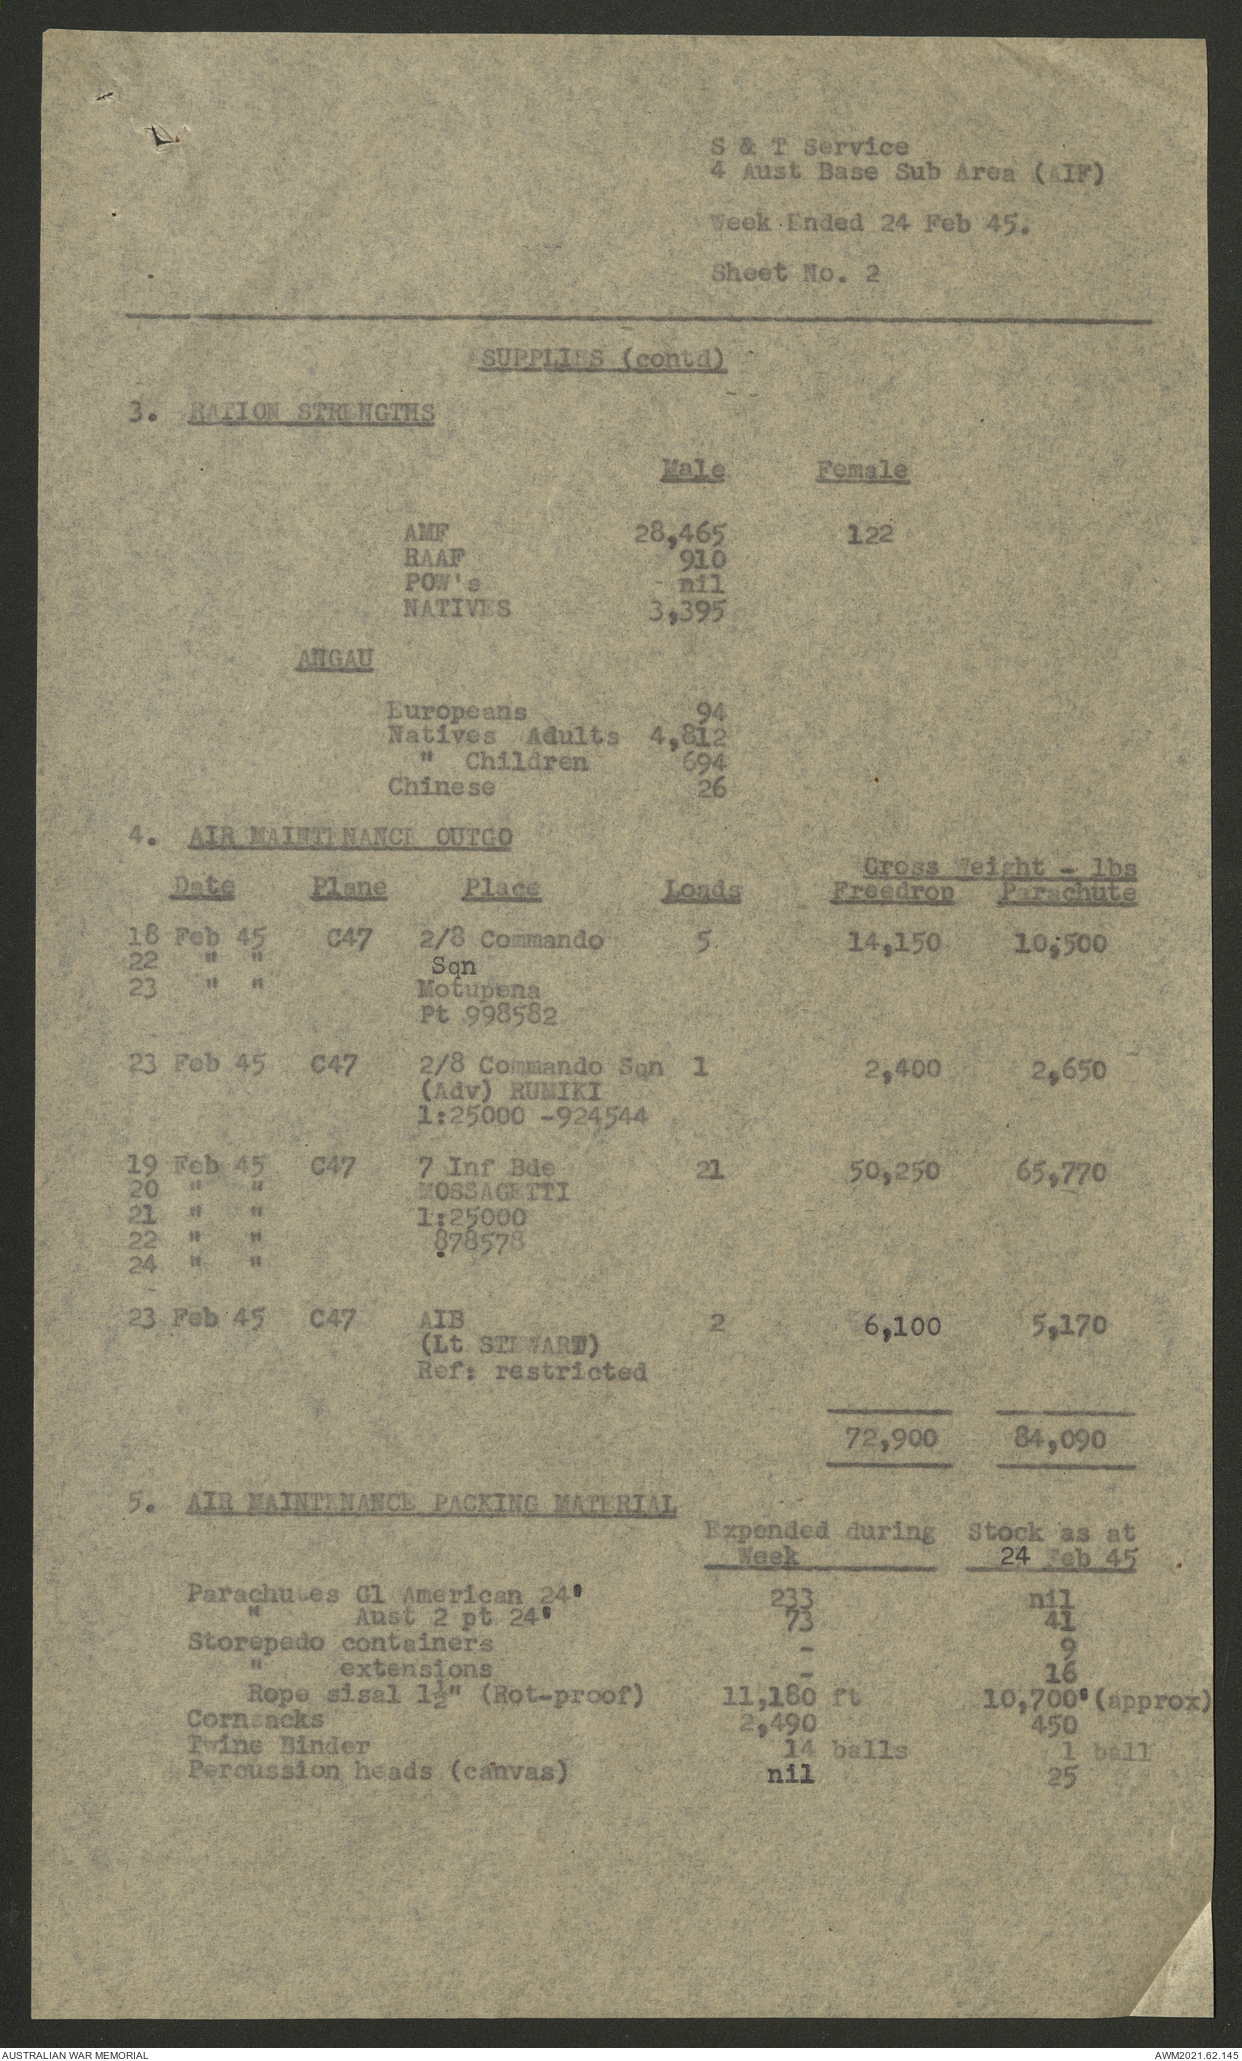 S & T Service
4 Aust Base Sub Area (AIF)
Week Ended 24 Feb 45.
Sheet No. 2
SUPPLIES (contd)
3. RATION STRENGTHS
Male Female
AMF 28,465 122
RAAF 910
POW's nil
NATIVES 3,395
ANGAU
Europeans 94
Natives Adults 4,812
" Children 694
Chinese 26
4. AIR MAINTENANCE OUTGO
Gross Weight - lbs
Date Plane Place Loads Freedrop Parachute
18 Feb 45 C47 2/8 Commando 5 14,150 10,500
22 " " Sqn
23 " " Motupena
Pt 998582
23 Feb 45 C47 2/8 Commando Sqn 1 2,400 2,650
(Adv) RUMIKI
1:25000 -924544
19 Feb 45 C47 7 Inf Bde 21 50,250 65,770
20 " " MOSSAGETTI
21 " " 1:25000
22 " " 878578
24 " "
23 Feb 45 C47 AIB 2 6,100 5,170
(Lt STEWART)
Ref: restricted
72,900 84,090
5. AIR MAINTENANCE PACKING MATERIAL
Expended during Stock as at
Week 24 Feb 45
Parachutes G1 American 24' 233 nil
" Aust 2 pt 24' 73 41
Storepedo containers - 9
" extensions - 16
Rope sisal 1½" (Rot-proof) 11,180 ft 10,700' (approx)
Cornsacks 2,490 450
Twine Binder 14 balls 1 ball
Percussion heads (canvas) nil 25
AUSTRALIAN WAR MEMORIAL AWM2021.62.145